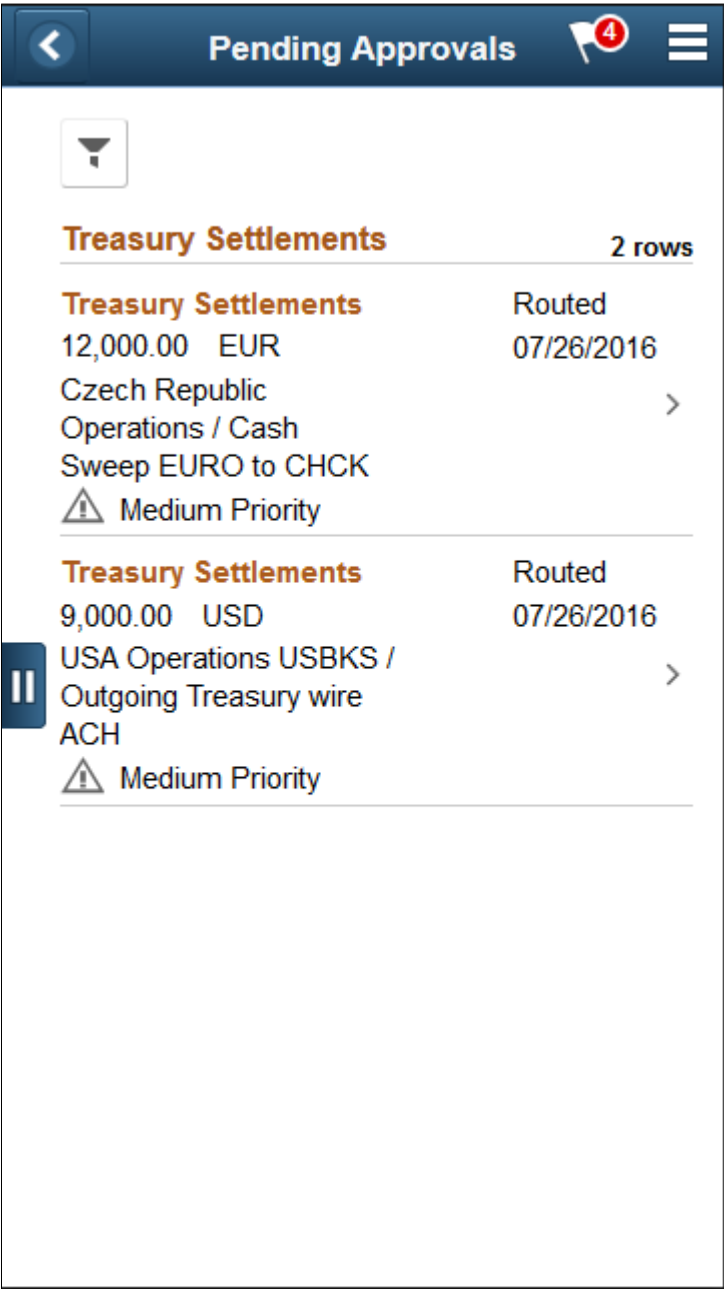 Pending Approvals 4
Treasury Settlements 2 rows
Treasury Settlements Routed
12,000.00 EUR 07/26/2016
Czech Republic
Operations / Cash
Sweep EURO to CHCK
Medium Priority
Treasury Settlements Routed
9,000.00 USD 07/26/2016
USA Operations USBKS /
Outgoing Treasury wire
ACH
Medium Priority